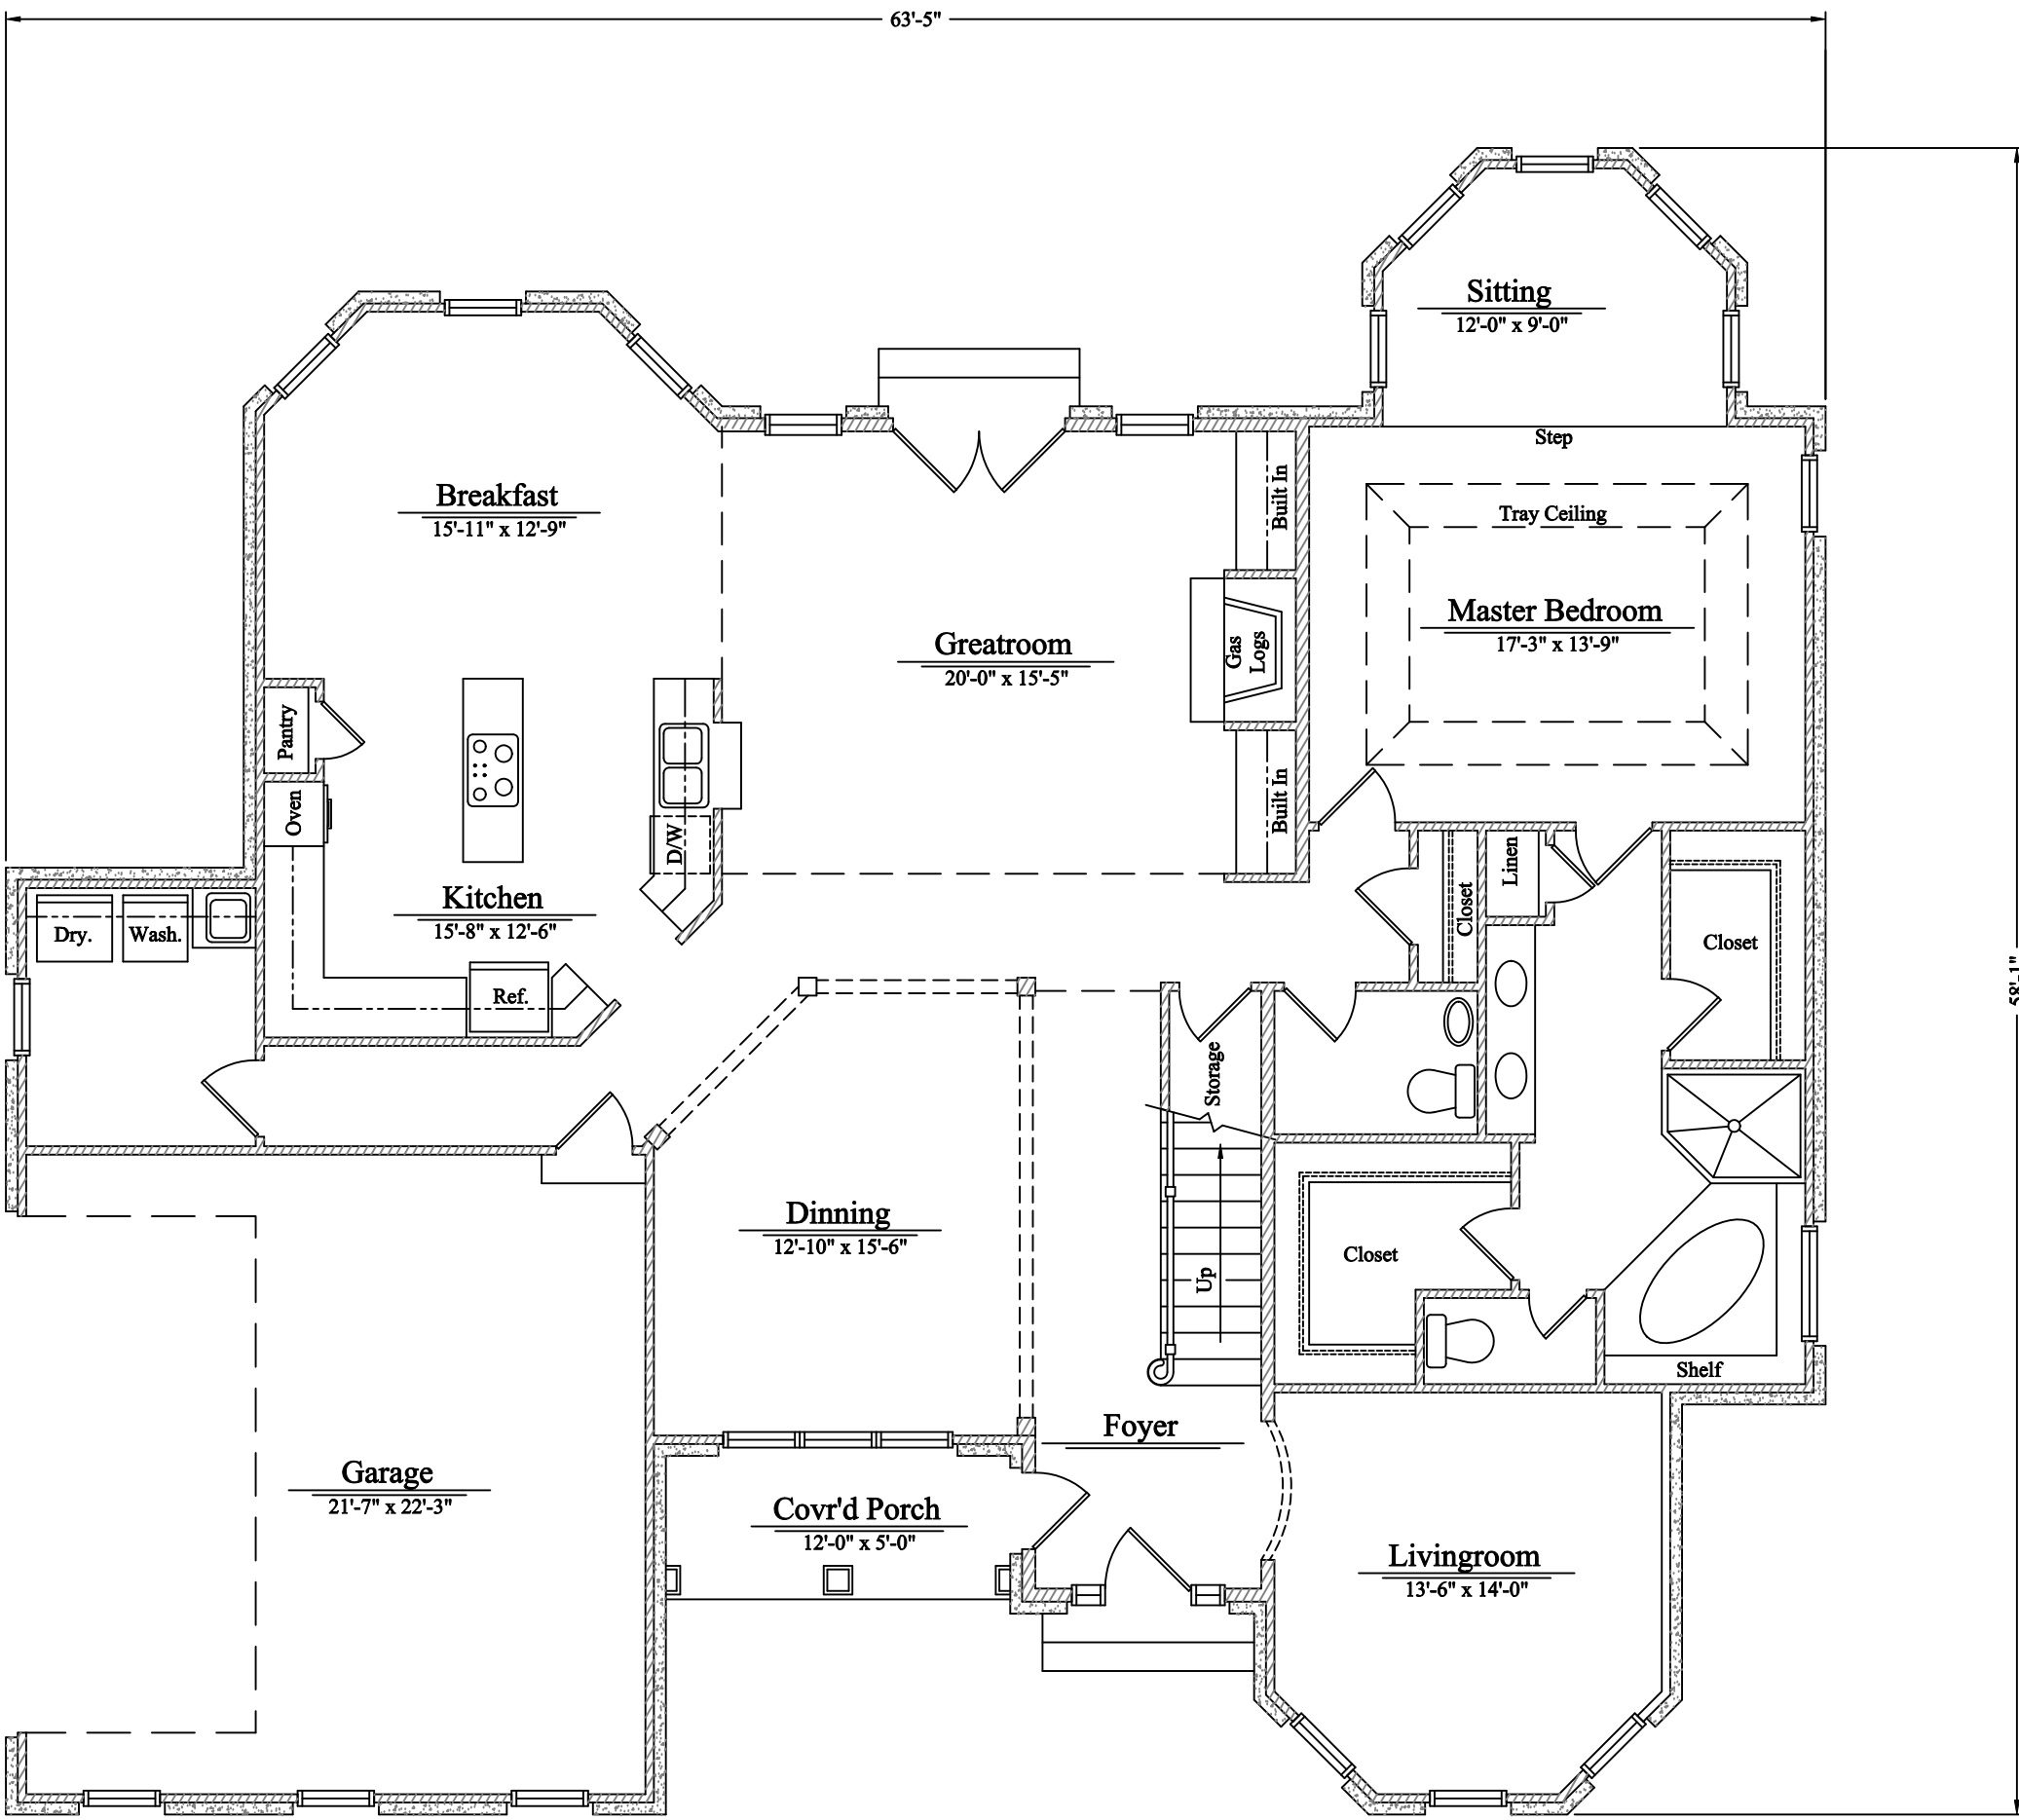 63'-5"
Sitting
12'-0" x 9'-0"
Step
Breakfast
15'-11" x 12'-9"
Built In
Tray Ceiling
Master Bedroom
17'-3" x 13'-9"
Greatroom
20'-0" x 15'-5"
Gas
Logs
Pantry
Oven
D/W
Built In
Linen
Kitchen
15'-8" x 12'-6"
Closet
Closet
Dry.
Wash.
Ref.
58'-1"
Storage
Dinning
12'-10" x 15'-6"
Up
Closet
Shelf
Foyer
Garage
21'-7" x 22'-3"
Covr'd Porch
12'-0" x 5'-0"
Livingroom
13'-6" x 14'-0"